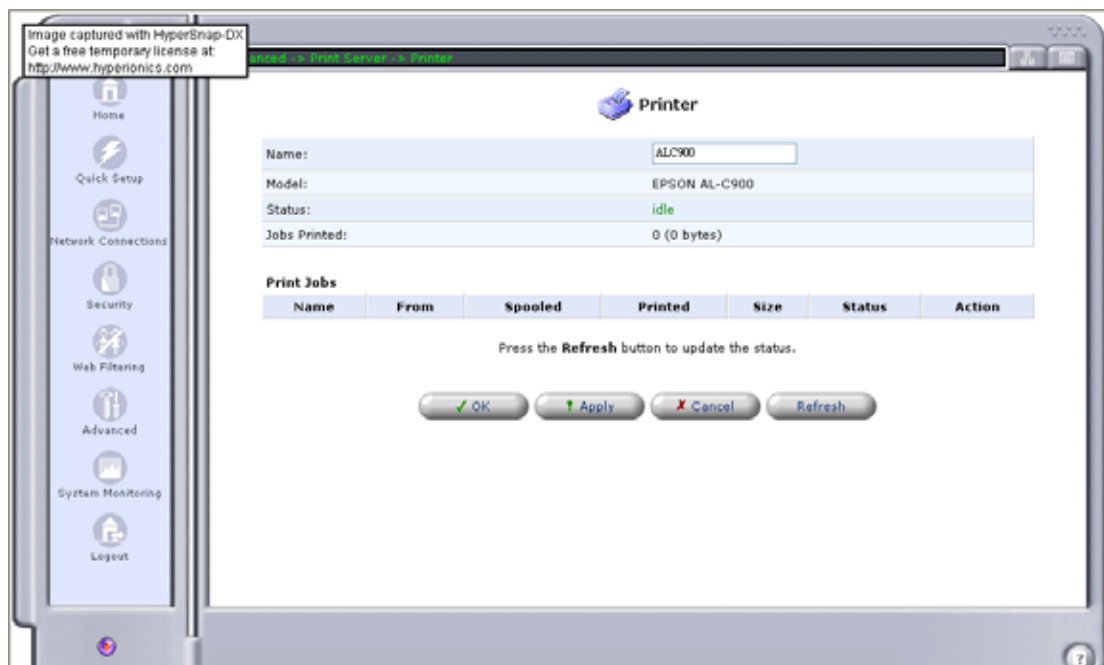 Image captured with HyperSnap-DX
Get a free temporary license at:
http://www.hyperionics.com
anced -> Print Server -> Printer
Home
Quick Setup
Network Connections
Security
Web Filtering
Advanced
System Monitoring
Logout
Printer
Name: ALC900
Model: EPSON AL-C900
Status: idle
Jobs Printed: 0 (0 bytes)
Print Jobs
Name From Spooled Printed Size Status Action
Press the Refresh button to update the status.
OK Apply Cancel Refresh
?